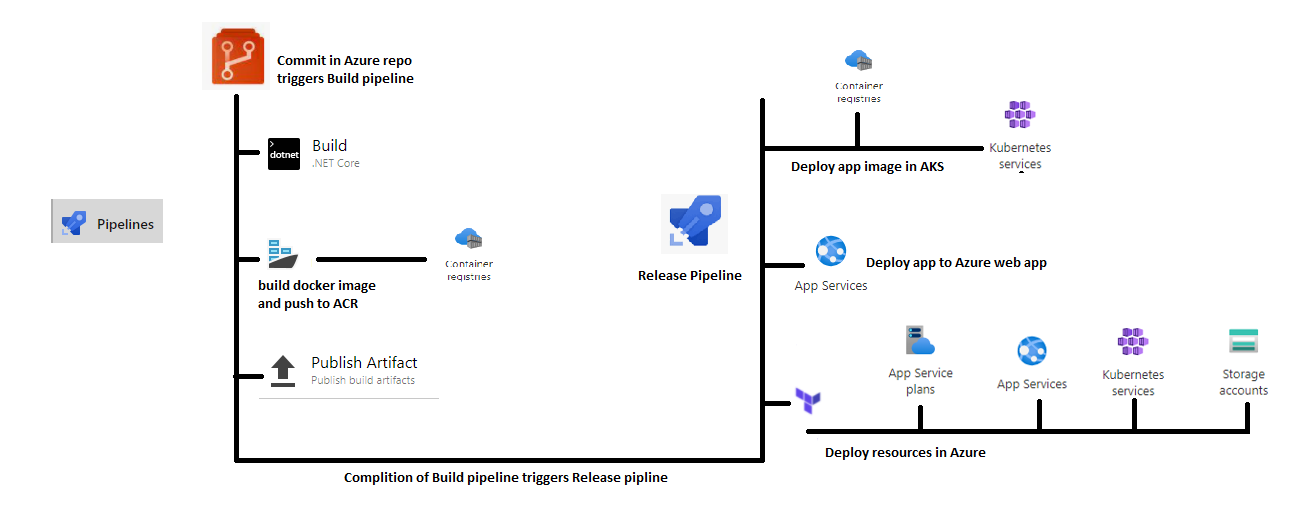 Commit in Azure repo
triggers Build pipeline
dotnet
Build
.NET Core
Pipelines
build docker image
and push to ACR
Container
registries
Publish Artifact
Publish build artifacts
Complition of Build pipeline triggers Release pipline
Release Pipeline
Container
registries
Kubernetes
services
Deploy app image in AKS
App Services
Deploy app to Azure web app
App Service
plans
App Services
Kubernetes
services
Storage
accounts
Deploy resources in Azure